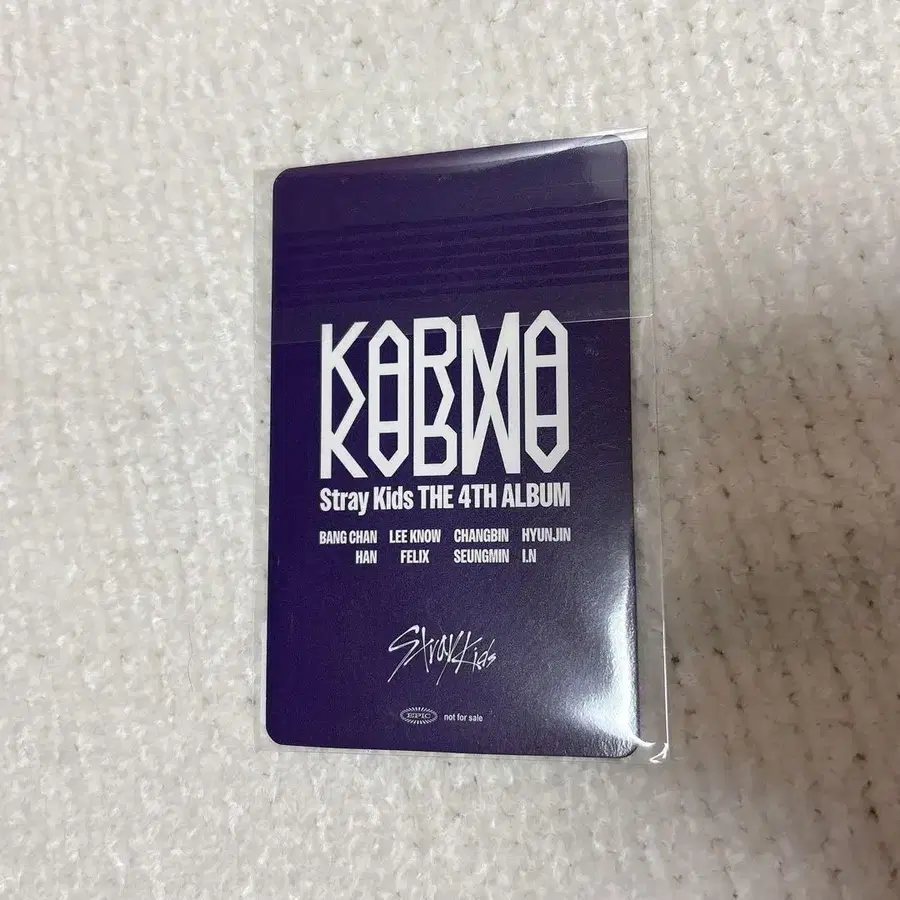 KARMA
Stray Kids THE 4TH ALBUM
BANG CHAN LEE KNOW CHANGBIN HYUNJIN
HAN FELIX SEUNGMIN I.N
Stray Kids
EPIC not for sale